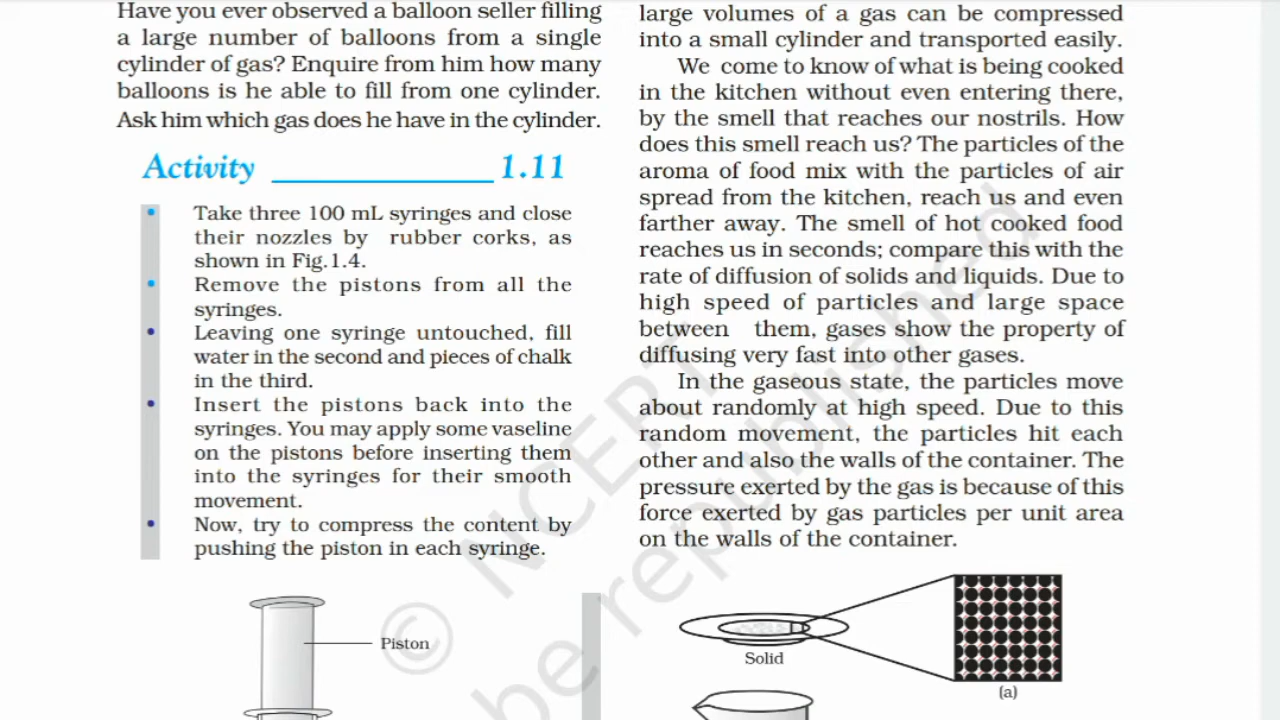 Have you ever observed a balloon seller filling
a large number of balloons from a single
cylinder of gas? Enquire from him how many
balloons is he able to fill from one cylinder.
Ask him which gas does he have in the cylinder.
Activity 1.11
• Take three 100 mL syringes and close
their nozzles by rubber corks, as
shown in Fig.1.4.
• Remove the pistons from all the
syringes.
• Leaving one syringe untouched, fill
water in the second and pieces of chalk
in the third.
• Insert the pistons back into the
syringes. You may apply some vaseline
on the pistons before inserting them
into the syringes for their smooth
movement.
• Now, try to compress the content by
pushing the piston in each syringe.
Piston
large volumes of a gas can be compressed
into a small cylinder and transported easily.
We come to know of what is being cooked
in the kitchen without even entering there,
by the smell that reaches our nostrils. How
does this smell reach us? The particles of the
aroma of food mix with the particles of air
spread from the kitchen, reach us and even
farther away. The smell of hot cooked food
reaches us in seconds; compare this with the
rate of diffusion of solids and liquids. Due to
high speed of particles and large space
between them, gases show the property of
diffusing very fast into other gases.
In the gaseous state, the particles move
about randomly at high speed. Due to this
random movement, the particles hit each
other and also the walls of the container. The
pressure exerted by the gas is because of this
force exerted by gas particles per unit area
on the walls of the container.
Solid
(a)
© NCERT
be republished